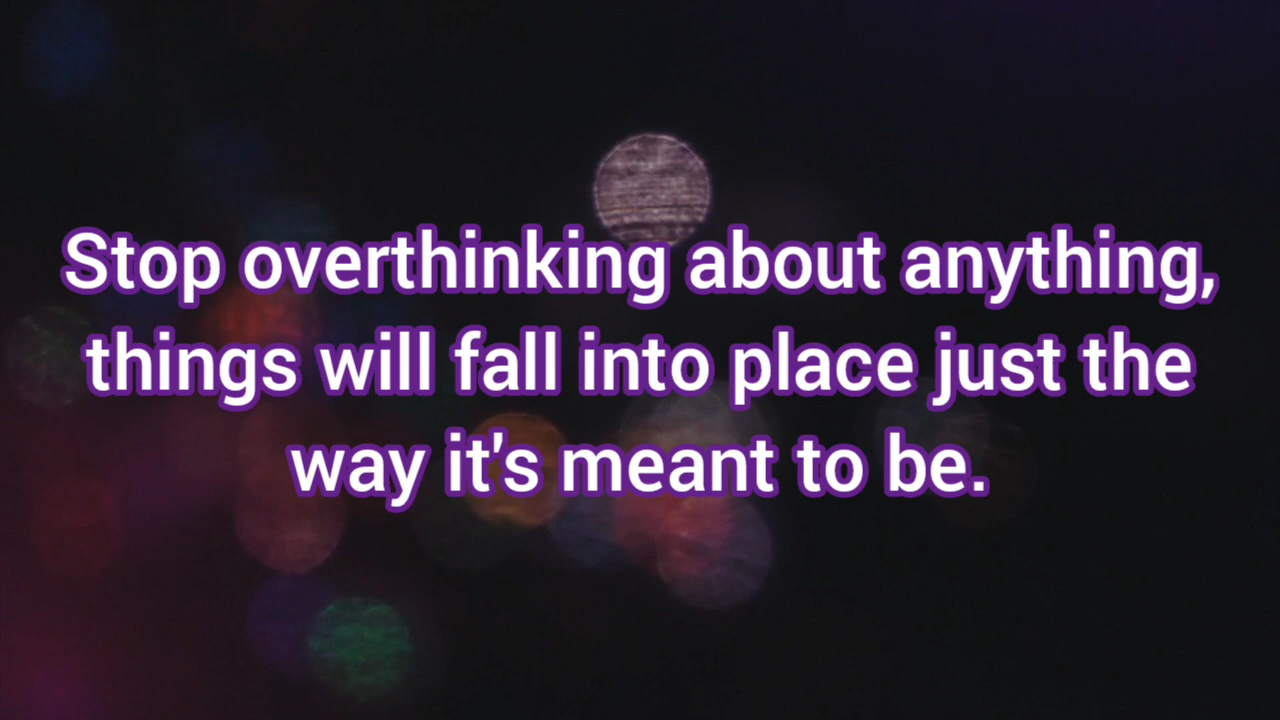 Stop overthinking about anything,
things will fall into place just the
way it's meant to be.